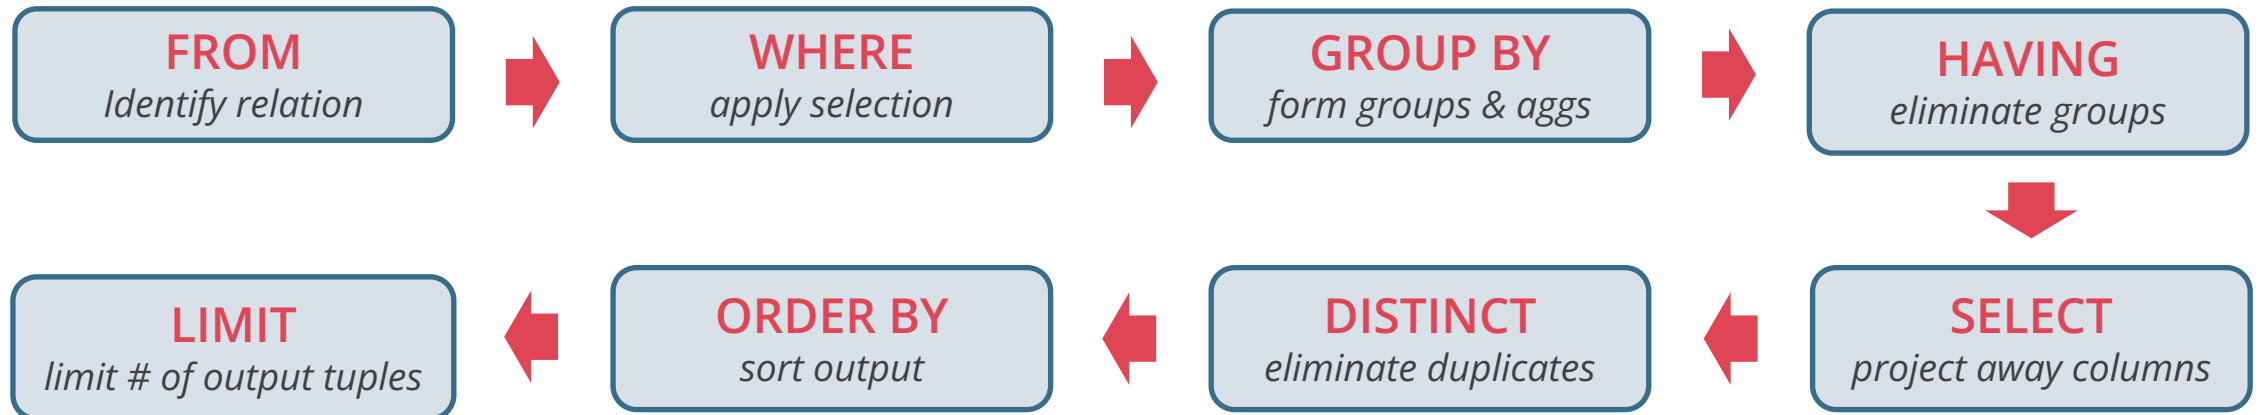 FROM
Identify relation
WHERE
apply selection
GROUP BY
form groups & aggs
HAVING
eliminate groups
SELECT
project away columns
DISTINCT
eliminate duplicates
ORDER BY
sort output
LIMIT
limit # of output tuples